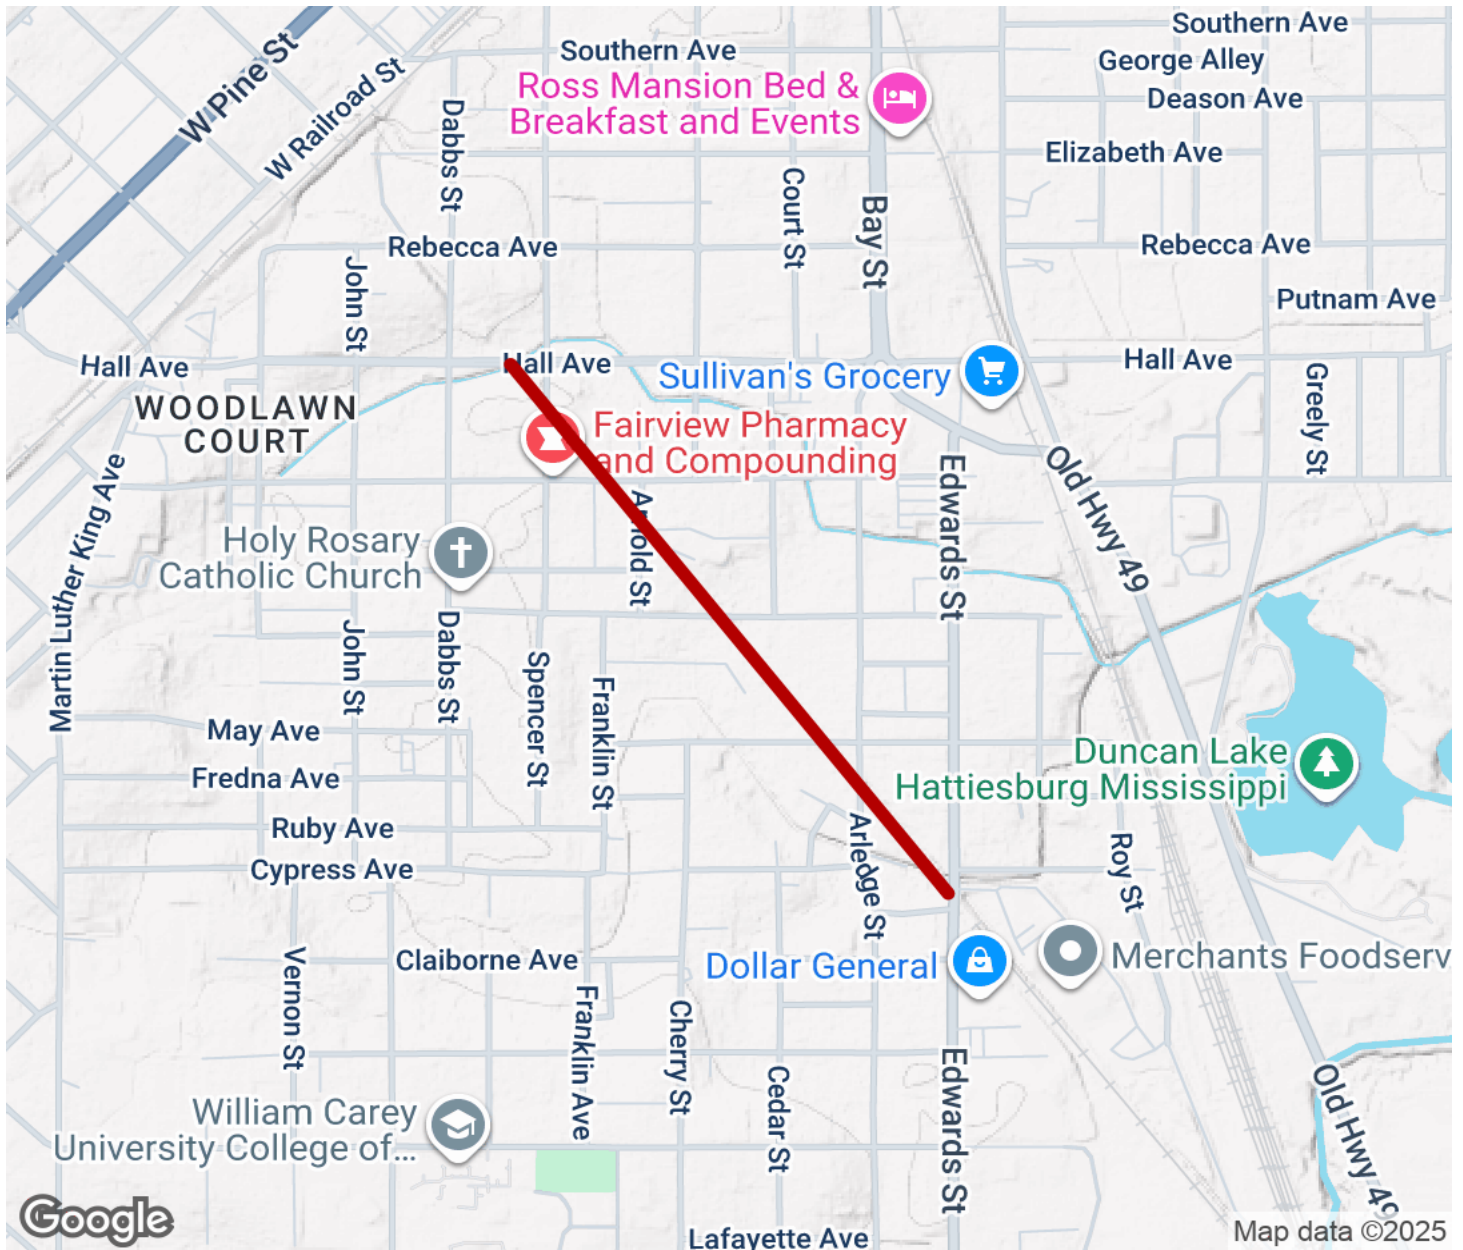 Southern Ave
Southern Ave
George Alley
Deason Ave
W Pine St
W Railroad St
Ross Mansion Bed &
Breakfast and Events
Dabbs St
Elizabeth Ave
Court St
Bay St
Rebecca Ave
Rebecca Ave
John St
Putnam Ave
Hall Ave
Hall Ave
Hall Ave
Sullivan's Grocery
Greely St
WOODLAWN
COURT
Fairview Pharmacy
and Compounding
Martin Luther King Ave
Edwards St
Old Hwy 49
Arnold St
Holy Rosary
Catholic Church
John St
Dabbs St
Spencer St
Franklin St
May Ave
Fredna Ave
Duncan Lake
Hattiesburg Mississippi
Ruby Ave
Cypress Ave
Arledge St
Roy St
Vernon St
Claiborne Ave
Dollar General
Merchants Foodserv
Franklin Ave
Cherry St
Cedar St
Edwards St
Old Hwy 49
William Carey
University College of...
Lafayette Ave
Google
Map data ©2025